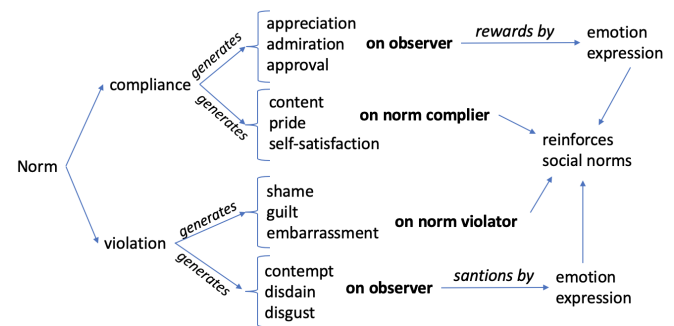 appreciation
admiration
approval
on observer
rewards by
emotion
expression
generates
compliance
generates
content
pride
self-satisfaction
on norm complier
reinforces
social norms
Norm
shame
guilt
embarrassment
on norm violator
generates
violation
generates
contempt
disdain
disgust
on observer
santions by
emotion
expression